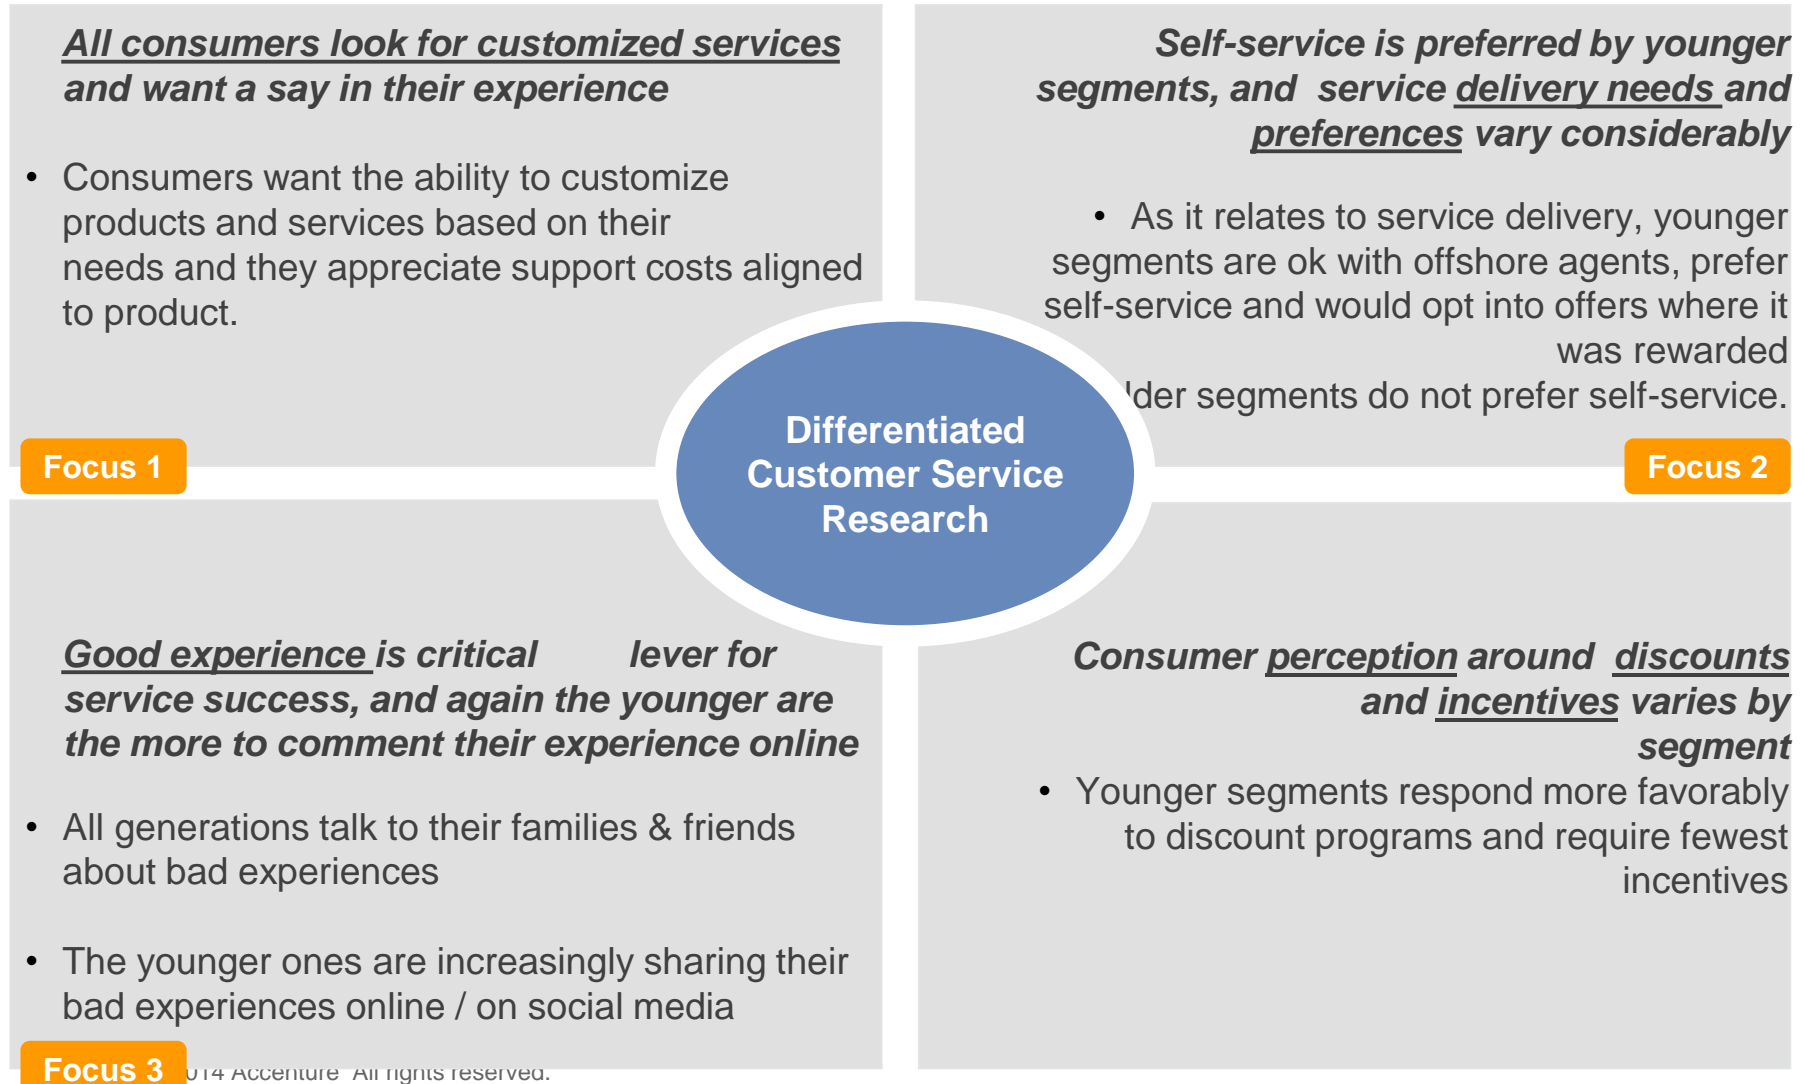 All consumers look for customized services
and want a say in their experience
• Consumers want the ability to customize
products and services based on their
needs and they appreciate support costs aligned
to product.
Focus 1
Self-service is preferred by younger
segments, and service delivery needs and
preferences vary considerably
• As it relates to service delivery, younger
segments are ok with offshore agents, prefer
self-service and would opt into offers where it
was rewarded
segments do not prefer self-service.
Focus 2
Differentiated
Customer Service
Research
Good experience is critical lever for
service success, and again the younger are
the more to comment their experience online
• All generations talk to their families & friends
about bad experiences
• The younger ones are increasingly sharing their
bad experiences online / on social media
Focus 3
Accenture All rights reserved.
Consumer perception around discounts
and incentives varies by
segment
• Younger segments respond more favorably
to discount programs and require fewest
incentives